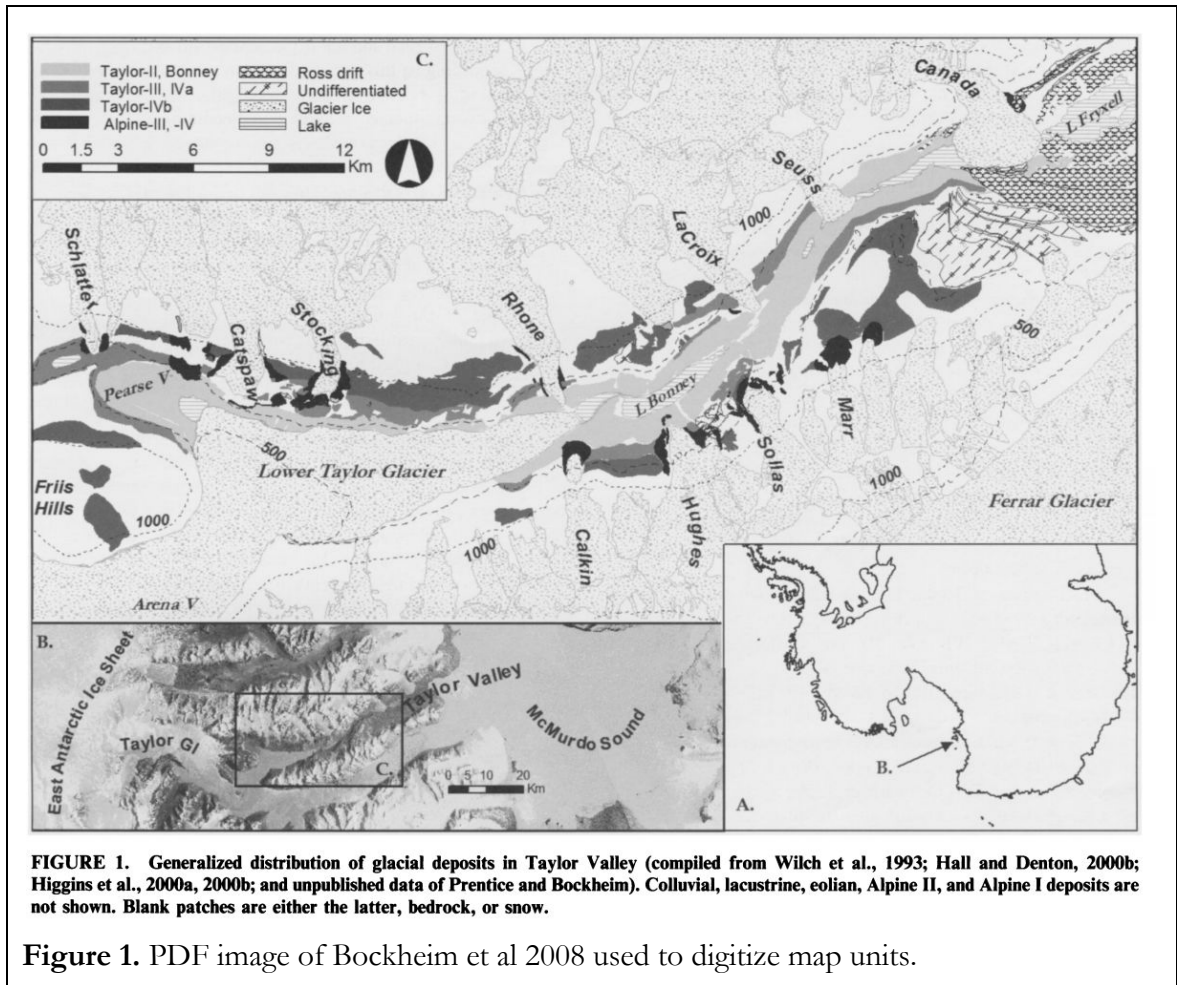 C.
Taylor-II, Bonney
Taylor-III, IVa
Taylor-IVb
Alpine-III, -IV
Ross drift
Undifferentiated
Glacier Ice
Lake
0 1.5 3 6 9 12
Km
Canada
L Fryxell
Seuss
1000
LaCroix
Schlatter
Stocking
Catspaw
Rhone
500
Pearse V
L Bonney
500
Lower Taylor Glacier
Marr
Sollas
Friis
Hills
1000
1000
Ferrar Glacier
Hughes
Calkin
1000
Arena V
B.
East Antarctic Ice Sheet
Taylor Valley
McMurdo Sound
Taylor Gl
C.
0 5 10 20
Km
B.
A.
FIGURE 1. Generalized distribution of glacial deposits in Taylor Valley (compiled from Wilch et al., 1993; Hall and Denton, 2000b;
Higgins et al., 2000a, 2000b; and unpublished data of Prentice and Bockheim). Colluvial, lacustrine, eolian, Alpine II, and Alpine I deposits are
not shown. Blank patches are either the latter, bedrock, or snow.
Figure 1. PDF image of Bockheim et al 2008 used to digitize map units.